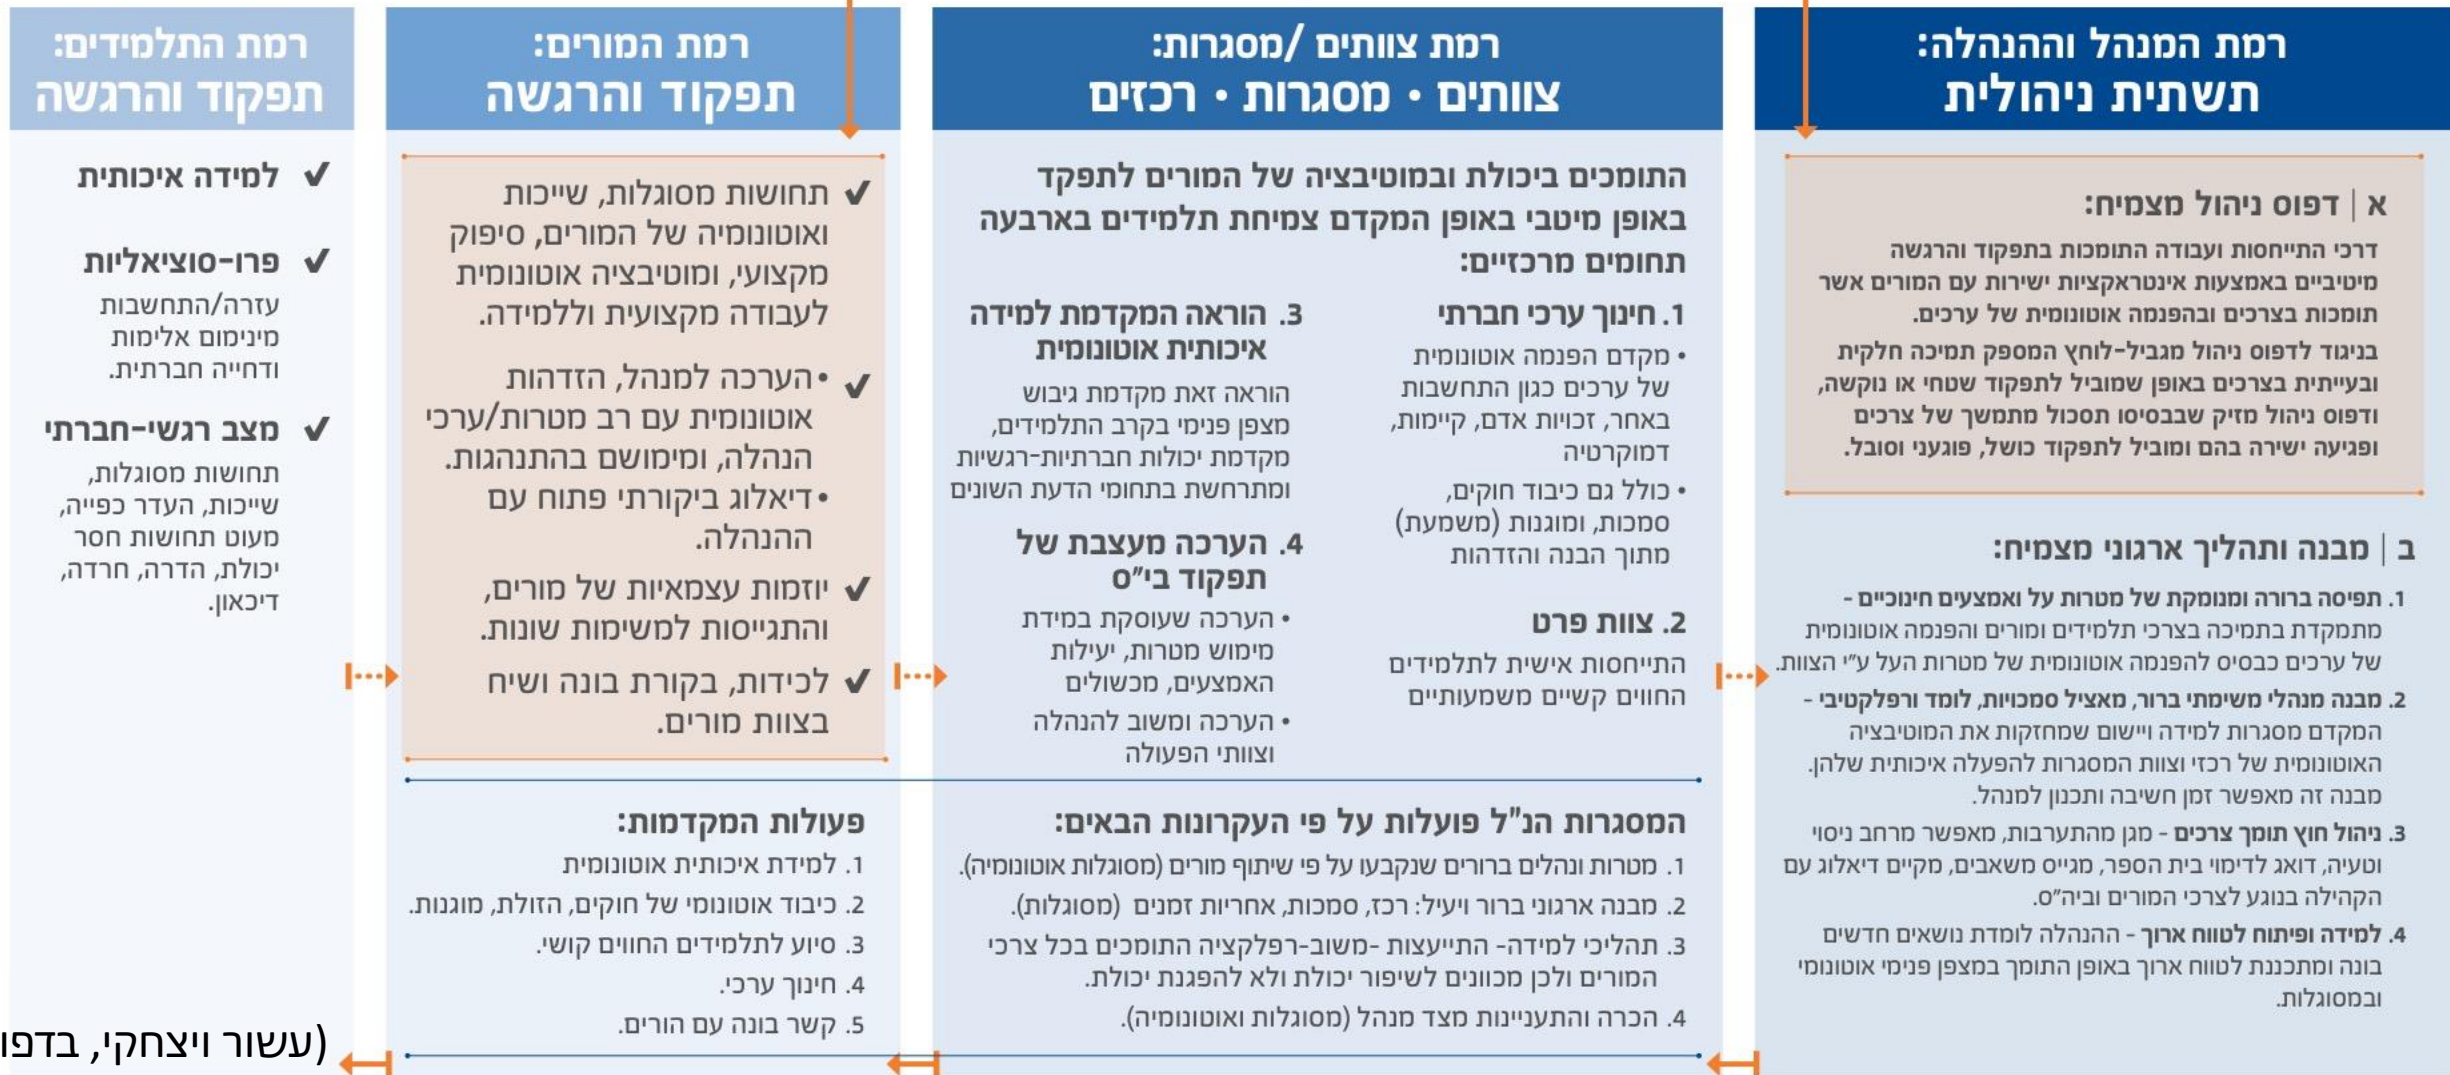 רמת המנהל וההנהלה:
תשתית ניהולית
א | דפוס ניהול מצמיח:
דרכי התייחסות ועבודה התומכות בתפקוד והרגשה
מיטיביים באמצעות אינטראקציות ישירות עם המורים אשר
תומכות בצרכים ובהפנמה אוטונומית של ערכים.
בניגוד לדפוס ניהול מגביל-לוחץ המספק תמיכה חלקית
ובעייתית בצרכים באופן שמוביל לתפקוד שטחי או נוקשה,
ודפוס ניהול מזיק שבבסיסו תסכול מתמשך של צרכים
ופגיעה ישירה בהם ומוביל לתפקוד כושל, פוגעני וסובל.
ב | מבנה ותהליך ארגוני מצמיח:
1. תפיסה ברורה ומנומקת של מטרות על ואמצעים חינוכיים -
מתמקדת בתמיכה בצרכי תלמידים ומורים והפנמה אוטונומית
של ערכים כבסיס להפנמה אוטונומית של מטרות העל ע״י הצוות.
2. מבנה מנהלי משימתי ברור, מאציל סמכויות, לומד ורפלקטיבי -
המקדם מסגרות למידה ויישום שמחזקות את המוטיבציה
האוטונומית של רכזי וצוות המסגרות להפעלה איכותית שלהן.
מבנה זה מאפשר זמן חשיבה ותכנון למנהל.
3. ניהול חוץ תומך צרכים - מגן מהתערבות, מאפשר מרחב ניסוי
וטעיה, דואג לדימוי בית הספר, מגייס משאבים, מקיים דיאלוג עם
הקהילה בנוגע לצרכי המורים וביה״ס.
4. למידה ופיתוח לטווח ארוך - ההנהלה לומדת נושאים חדשים
בונה ומתכננת לטווח ארוך באופן התומך במצפן פנימי אוטונומי
ובמסוגלות.
רמת צוותים /מסגרות:
צוותים • מסגרות • רכזים
התומכים ביכולת ובמוטיבציה של המורים לתפקד
באופן מיטבי באופן המקדם צמיחת תלמידים בארבעה
תחומים מרכזיים:
1. חינוך ערכי חברתי
• מקדם הפנמה אוטונומית
של ערכים כגון התחשבות
באחר, זכויות אדם, קיימות,
דמוקרטיה
• כולל גם כיבוד חוקים,
סמכות, ומוגנות (משמעת)
מתוך הבנה והזדהות
2. צוות פרט
התייחסות אישית לתלמידים
החווים קשיים משמעותיים
3. הוראה המקדמת למידה
איכותית אוטונומית
הוראה זאת מקדמת גיבוש
מצפן פנימי בקרב התלמידים,
מקדמת יכולות חברתיות-רגשיות
ומתרחשת בתחומי הדעת השונים
4. הערכה מעצבת של
תפקוד בי״ס
• הערכה שעוסקת במידת
מימוש מטרות, יעילות
האמצעים, מכשולים
• הערכה ומשוב להנהלה
וצוותי הפעולה
המסגרות הנ״ל פועלות על פי העקרונות הבאים:
1. מטרות ונהלים ברורים שנקבעו על פי שיתוף מורים (מסוגלות אוטונומיה).
2. מבנה ארגוני ברור ויעיל: רכז, סמכות, אחריות זמנים (מסוגלות).
3. תהליכי למידה- התייעצות -משוב-רפלקציה התומכים בכל צרכי
המורים ולכן מכוונים לשיפור יכולת ולא להפגנת יכולת.
4. הכרה והתעניינות מצד מנהל (מסוגלות ואוטונומיה).
רמת המורים:
תפקוד והרגשה
✔ תחושות מסוגלות, שייכות
ואוטונומיה של המורים, סיפוק
מקצועי, ומוטיבציה אוטונומית
לעבודה מקצועית וללמידה.
✔ •הערכה למנהל, הזדהות
אוטונומית עם רב מטרות/ערכי
הנהלה, ומימושם בהתנהגות.
•דיאלוג ביקורתי פתוח עם
ההנהלה.
✔ יוזמות עצמאיות של מורים,
והתגייסות למשימות שונות.
✔ לכידות, בקורת בונה ושיח
בצוות מורים.
פעולות המקדמות:
1. למידת איכותית אוטונומית
2. כיבוד אוטונומי של חוקים, הזולת, מוגנות.
3. סיוע לתלמידים החווים קושי.
4. חינוך ערכי.
5. קשר בונה עם הורים.
רמת התלמידים:
תפקוד והרגשה
✔ למידה איכותית
✔ פרו-סוציאליות
עזרה/התחשבות
מינימום אלימות
ודחייה חברתית.
✔ מצב רגשי-חברתי
תחושות מסוגלות,
שייכות, העדר כפייה,
מעוט תחושות חסר
יכולת, הדרה, חרדה,
דיכאון.
(עשור ויצחקי, בדפו